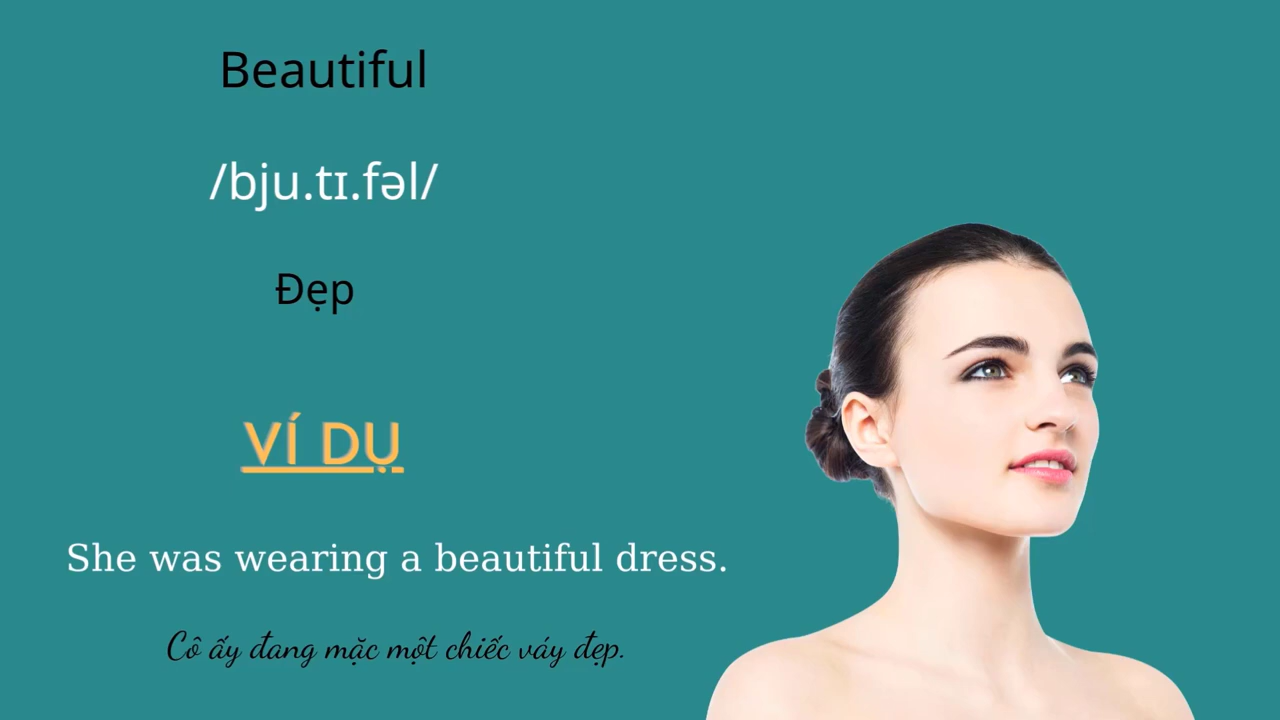 Beautiful
/bju.tɪ.fəl/
Đẹp
VÍ DỤ
She was wearing a beautiful dress.
Cô ấy đang mặc một chiếc váy đẹp.